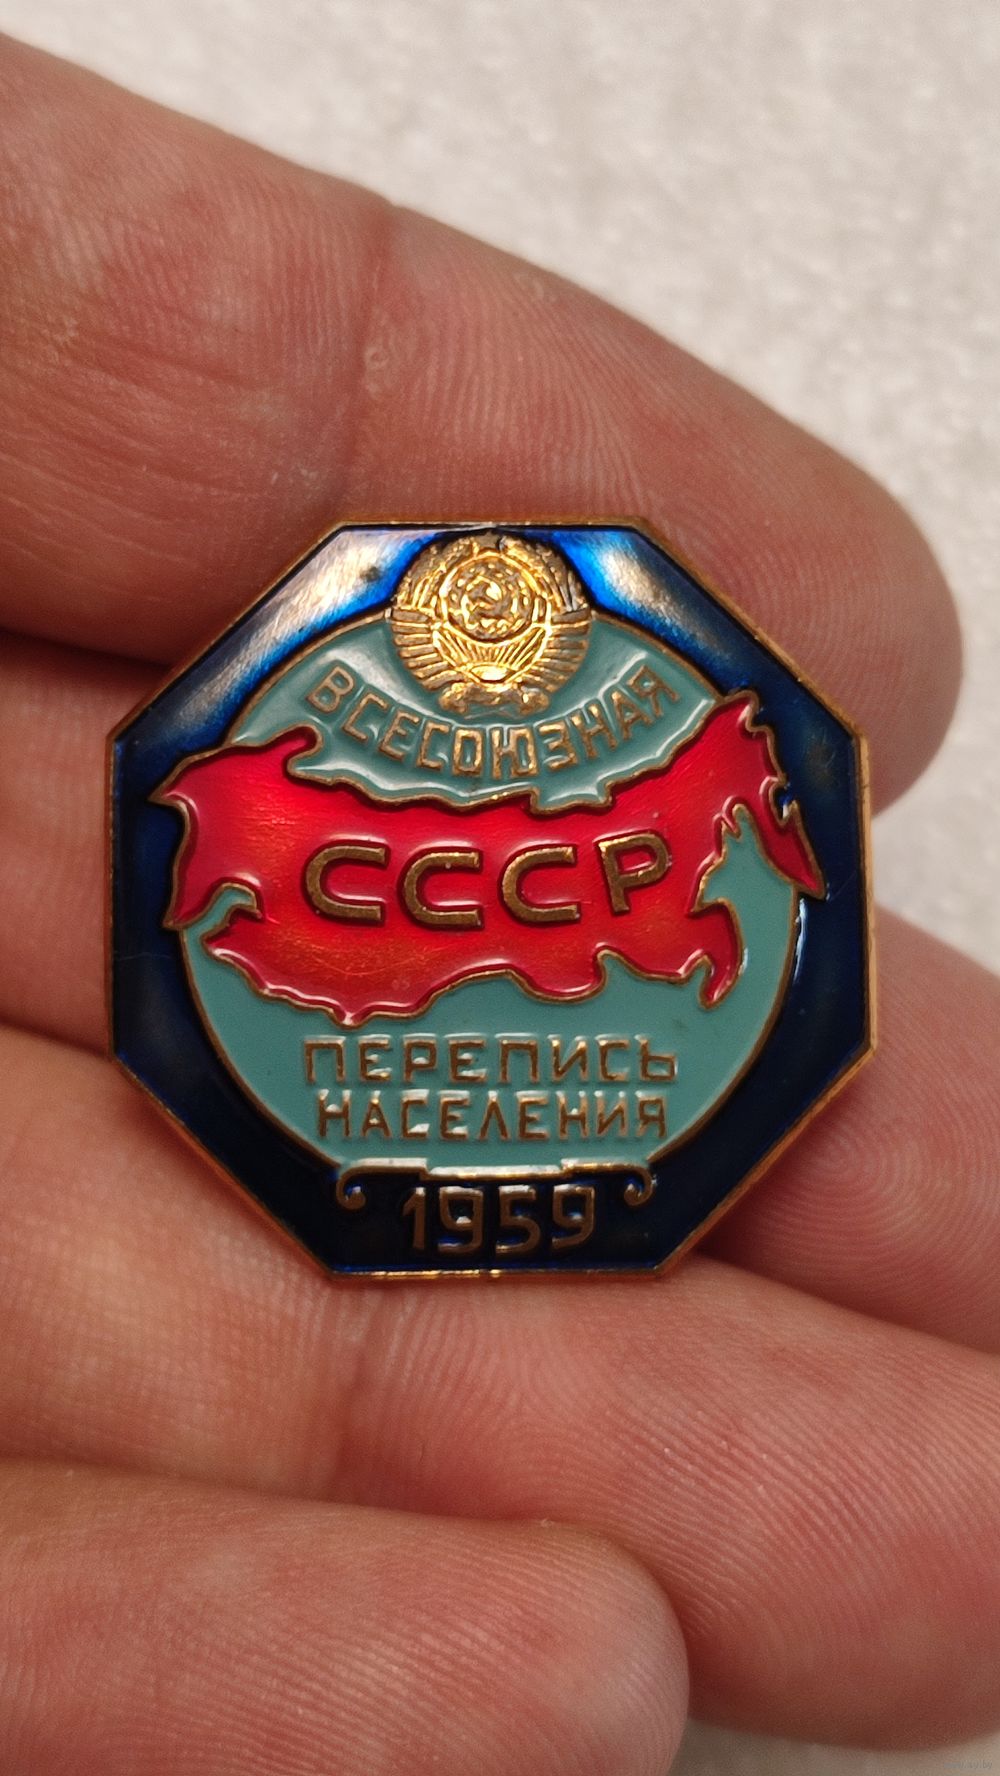 ВСЕСОЮЗНАЯ
СССР
ПЕРЕПИСЬ
НАСЕЛЕНИЯ
1959